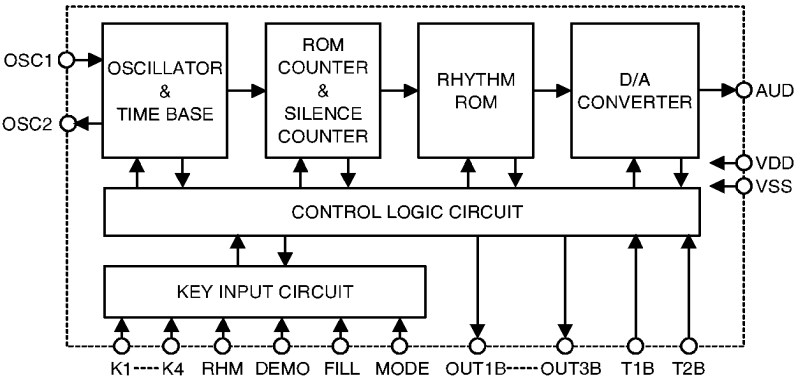 OSC1
OSC2
OSCILLATOR
&
TIME BASE
ROM
COUNTER
&
SILENCE
COUNTER
RHYTHM
ROM
D/A
CONVERTER
AUD
VDD
VSS
CONTROL LOGIC CIRCUIT
KEY INPUT CIRCUIT
K1-----K4 RHM DEMO FILL MODE OUT1B------OUT3B T1B T2B